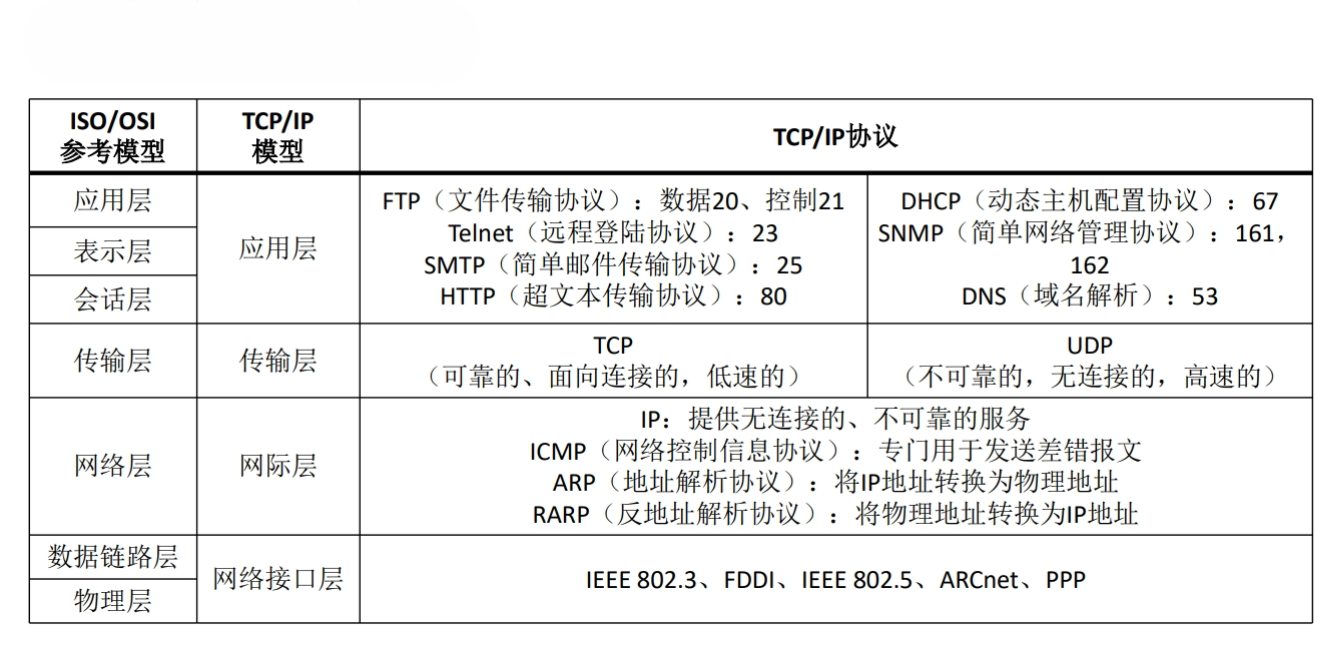 ISO/OSI
参考模型
TCP/IP
模型
TCP/IP协议
应用层
表示层
会话层
应用层
FTP（文件传输协议）：数据20、控制21
Telnet（远程登陆协议）：23
SMTP（简单邮件传输协议）：25
HTTP（超文本传输协议）：80
DHCP（动态主机配置协议）：67
SNMP（简单网络管理协议）：161，
162
DNS（域名解析）：53
传输层
传输层
TCP
（可靠的、面向连接的，低速的）
UDP
（不可靠的，无连接的，高速的）
网络层
网际层
IP：提供无连接的、不可靠的服务
ICMP（网络控制信息协议）：专门用于发送差错报文
ARP（地址解析协议）：将IP地址转换为物理地址
RARP（反地址解析协议）：将物理地址转换为IP地址
数据链路层
物理层
网络接口层
IEEE 802.3、FDDI、IEEE 802.5、ARCnet、PPP